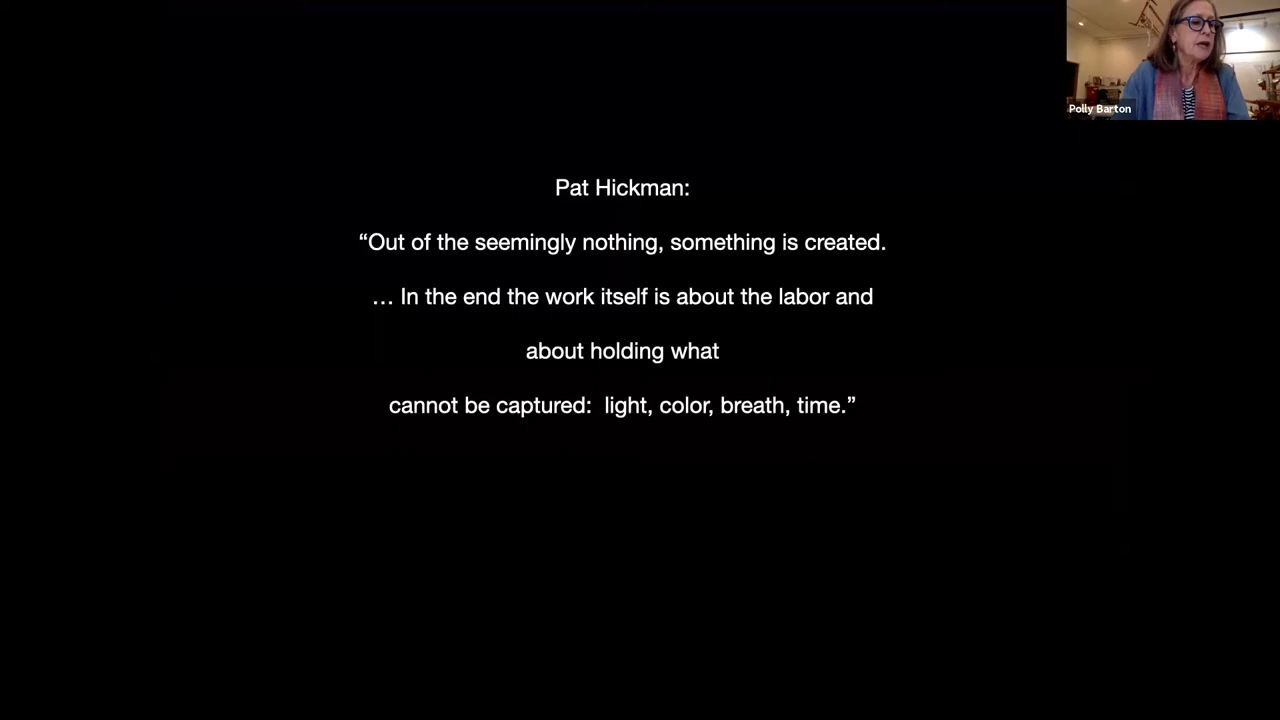 Polly Barton
Pat Hickman:
“Out of the seemingly nothing, something is created.
… In the end the work itself is about the labor and
about holding what
cannot be captured:  light, color, breath, time.”